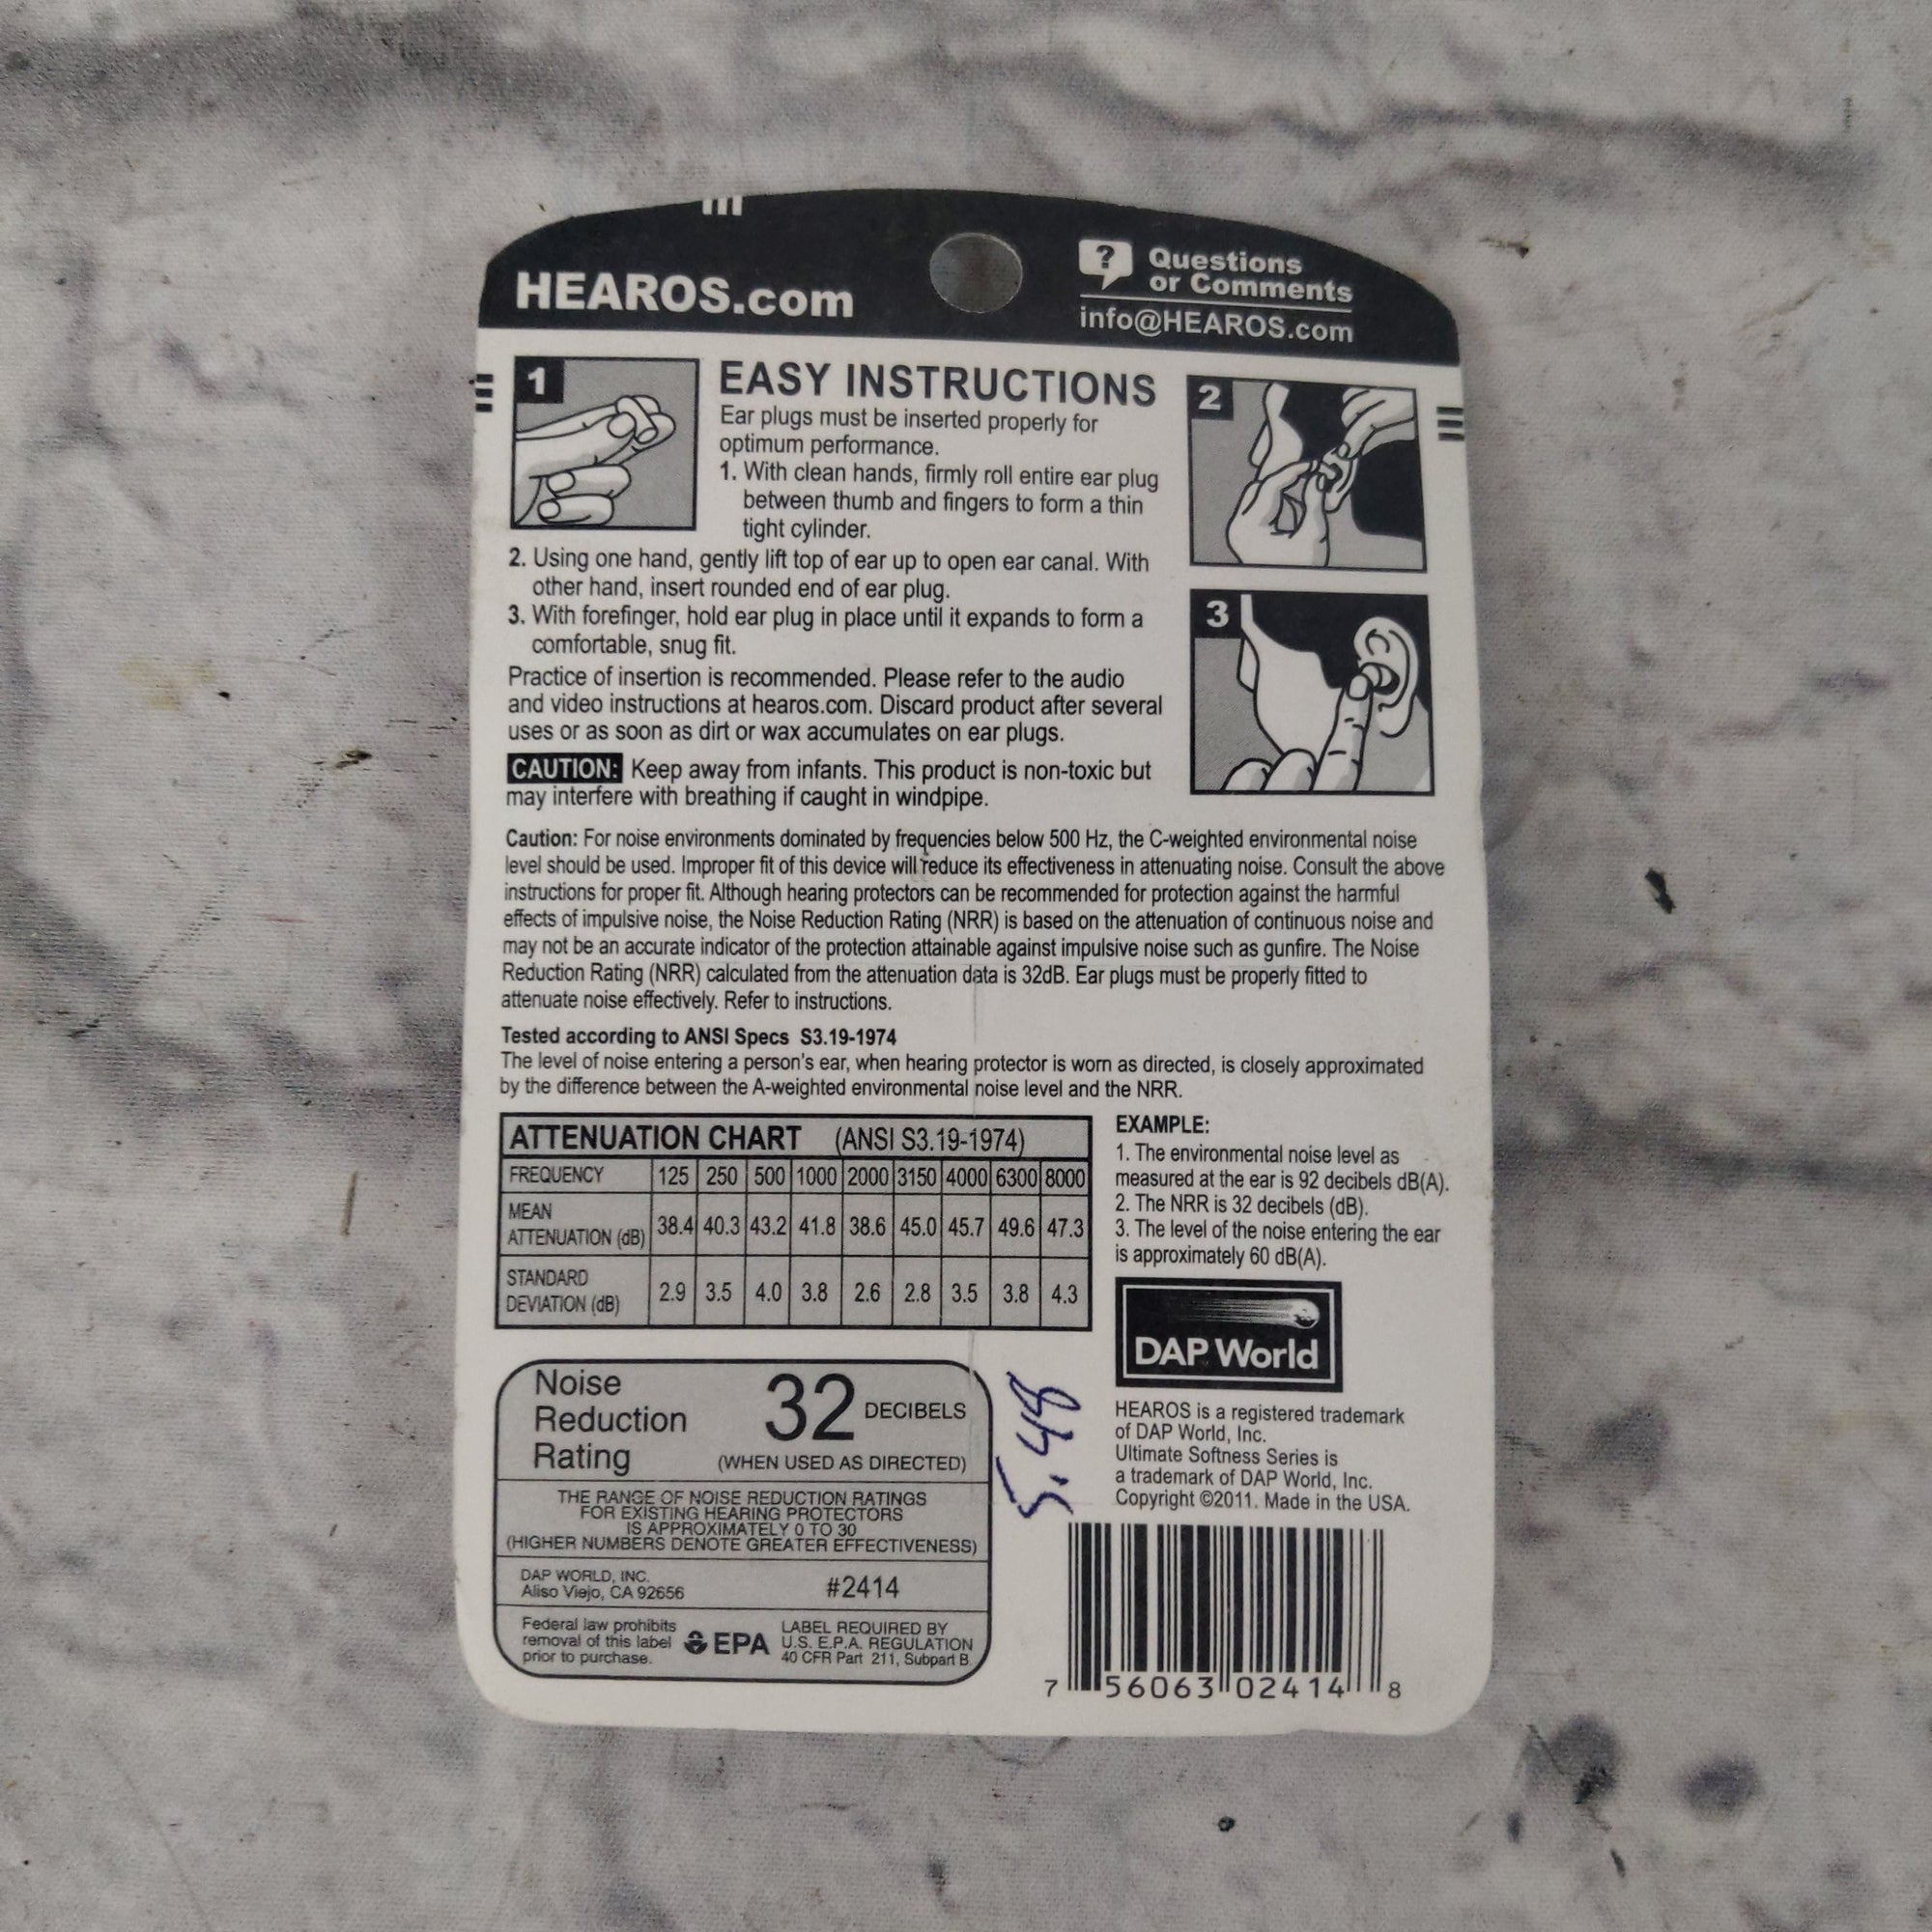 HEAROS.com
? Questions
or Comments
info@HEAROS.com
1
EASY INSTRUCTIONS
Ear plugs must be inserted properly for
optimum performance.
1. With clean hands, firmly roll entire ear plug
between thumb and fingers to form a thin
tight cylinder.
2. Using one hand, gently lift top of ear up to open ear canal. With
other hand, insert rounded end of ear plug.
3. With forefinger, hold ear plug in place until it expands to form a
comfortable, snug fit.
Practice of insertion is recommended. Please refer to the audio
and video instructions at hearos.com. Discard product after several
uses or as soon as dirt or wax accumulates on ear plugs.
2
3
CAUTION: Keep away from infants. This product is non-toxic but
may interfere with breathing if caught in windpipe.
Caution: For noise environments dominated by frequencies below 500 Hz, the C-weighted environmental noise
level should be used. Improper fit of this device will reduce its effectiveness in attenuating noise. Consult the above
instructions for proper fit. Although hearing protectors can be recommended for protection against the harmful
effects of impulsive noise, the Noise Reduction Rating (NRR) is based on the attenuation of continuous noise and
may not be an accurate indicator of the protection attainable against impulsive noise such as gunfire. The Noise
Reduction Rating (NRR) calculated from the attenuation data is 32dB. Ear plugs must be properly fitted to
attenuate noise effectively. Refer to instructions.
Tested according to ANSI Specs S3.19-1974
The level of noise entering a person's ear, when hearing protector is worn as directed, is closely approximated
by the difference between the A-weighted environmental noise level and the NRR.
ATTENUATION CHART (ANSI S3.19-1974)
FREQUENCY 125 250 500 1000 2000 3150 4000 6300 8000
MEAN
ATTENUATION (dB) 38.4 40.3 43.2 41.8 38.6 45.0 45.7 49.6 47.3
STANDARD
DEVIATION (dB) 2.9 3.5 4.0 3.8 2.6 2.8 3.5 3.8 4.3
EXAMPLE:
1. The environmental noise level as
measured at the ear is 92 decibels dB(A).
2. The NRR is 32 decibels (dB).
3. The level of the noise entering the ear
is approximately 60 dB(A).
DAP World
Noise
Reduction
Rating
32 DECIBELS
(WHEN USED AS DIRECTED)
THE RANGE OF NOISE REDUCTION RATINGS
FOR EXISTING HEARING PROTECTORS
IS APPROXIMATELY 0 TO 30
(HIGHER NUMBERS DENOTE GREATER EFFECTIVENESS)
DAP WORLD, INC.
Aliso Viejo, CA 92656
#2414
Federal law prohibits
removal of this label
prior to purchase.
EPA
LABEL REQUIRED BY
U.S. E.P.A. REGULATION
40 CFR Part 211, Subpart B.
5.48
HEAROS is a registered trademark
of DAP World, Inc.
Ultimate Softness Series is
a trademark of DAP World, Inc.
Copyright ©2011. Made in the USA.
7 56063 02414 8